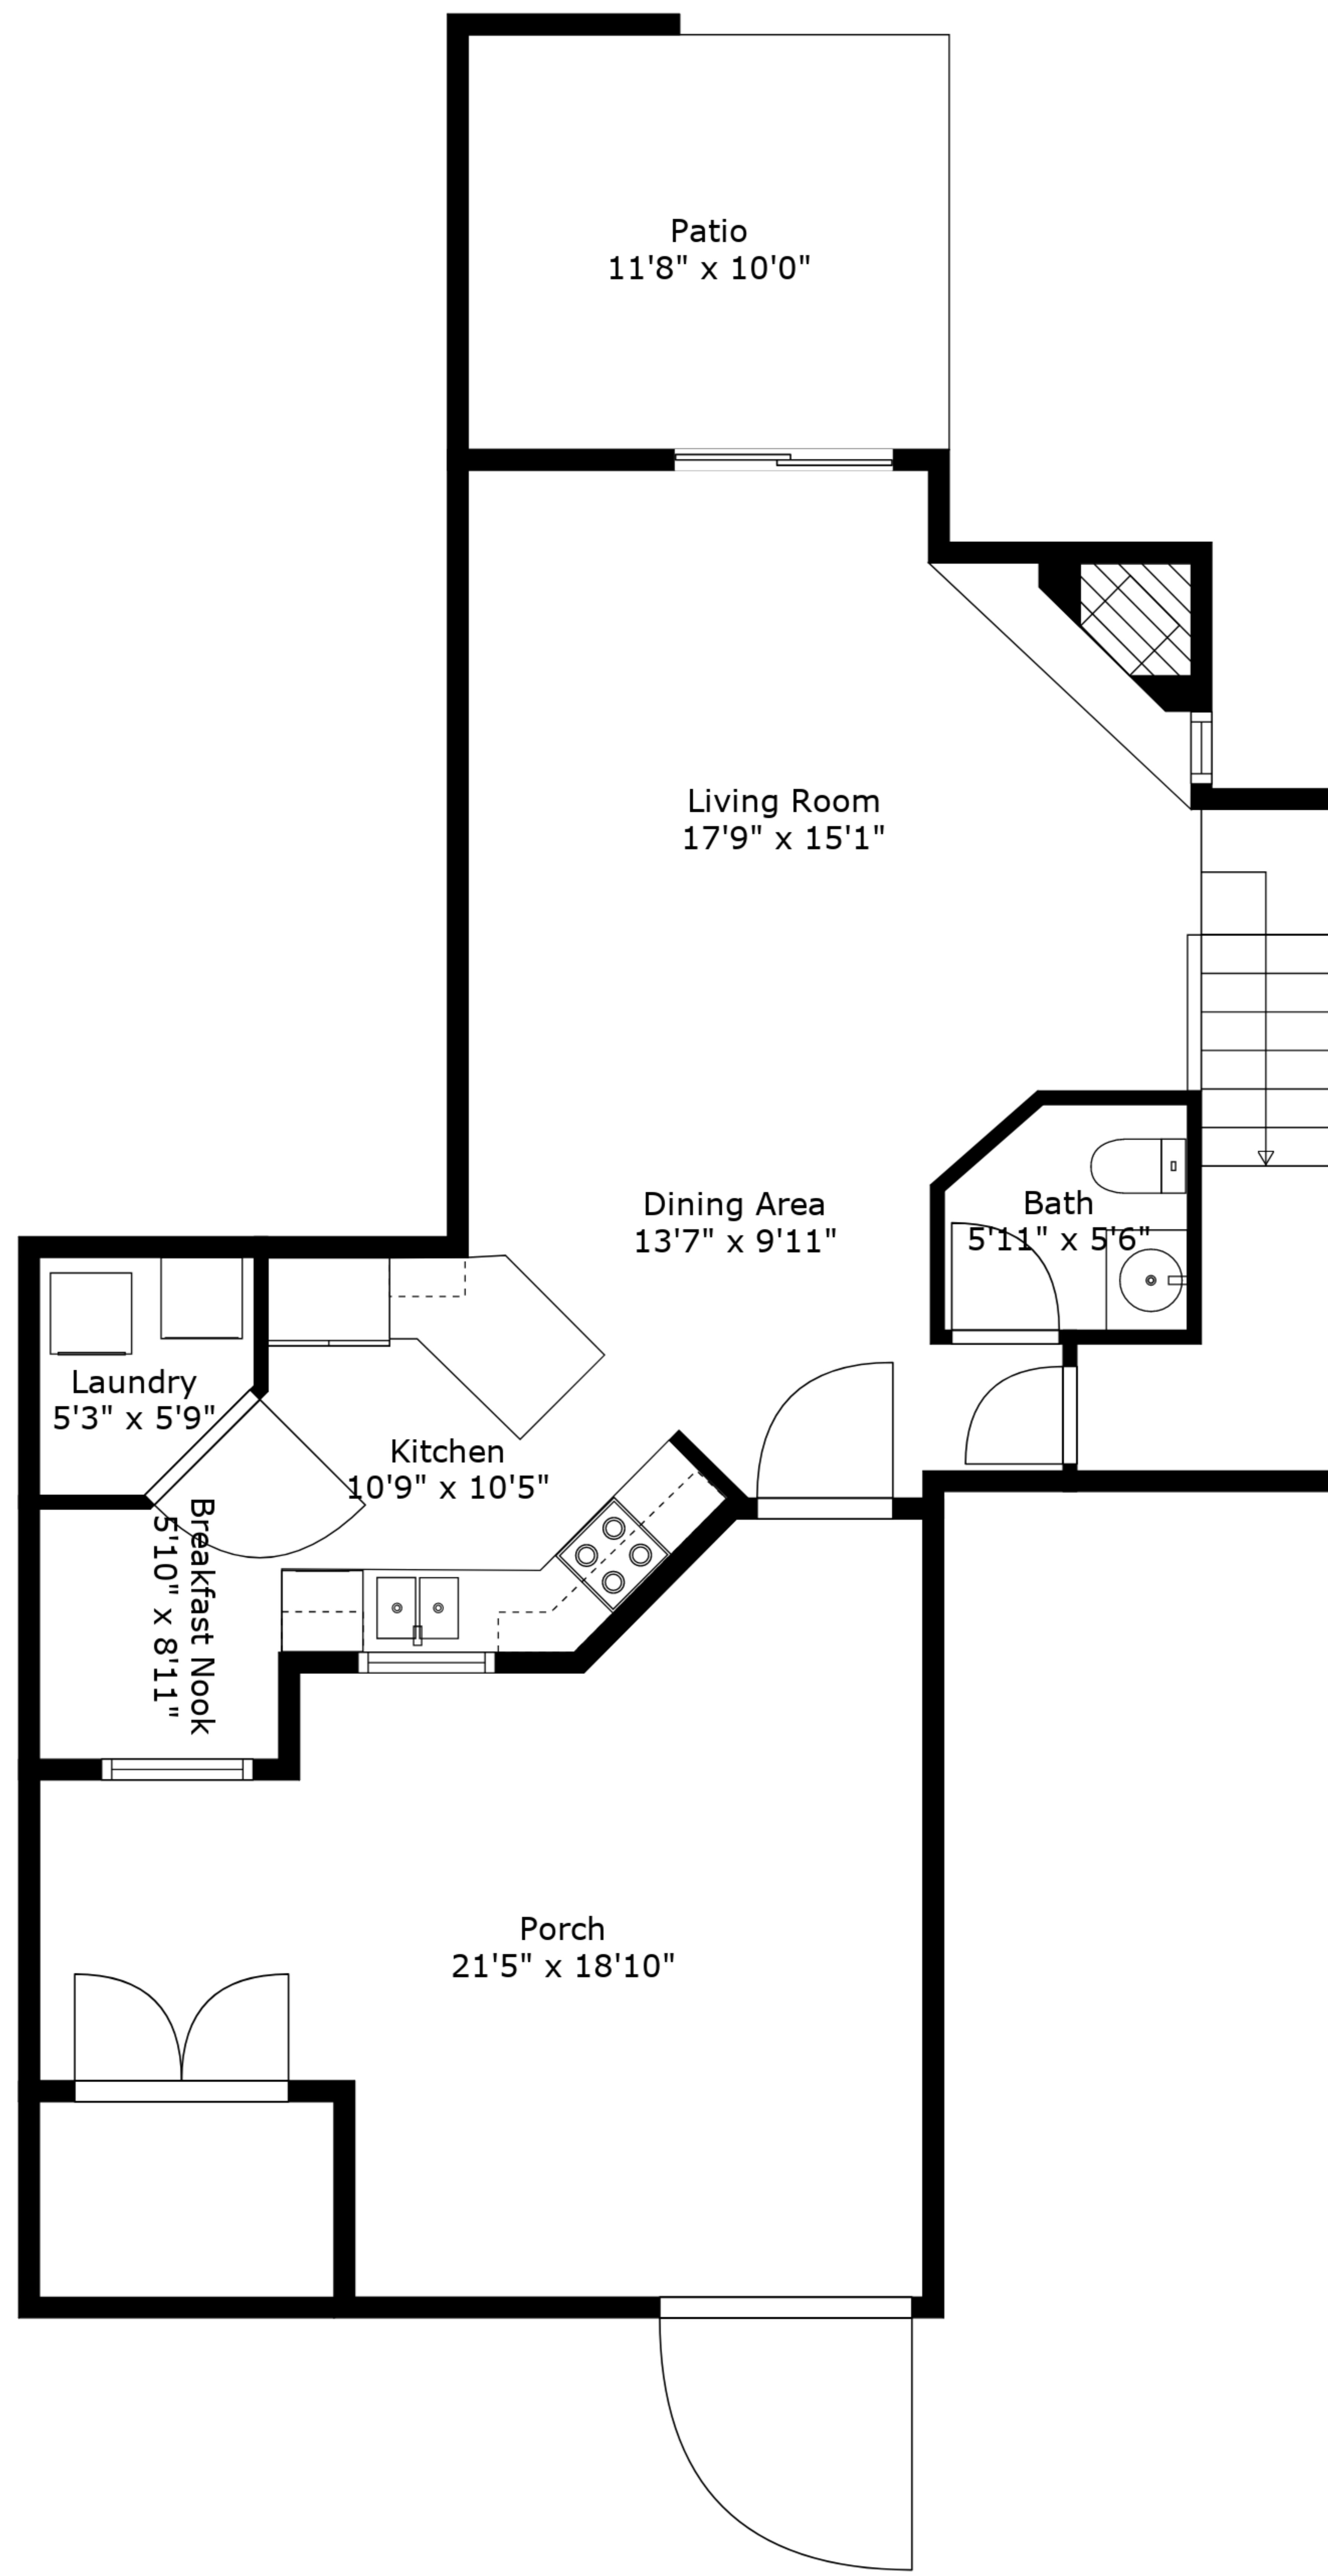 Patio
11'8" x 10'0"
Living Room
17'9" x 15'1"
Dining Area
13'7" x 9'11"
Bath
5'11" x 5'6"
Laundry
5'3" x 5'9"
Kitchen
10'9" x 10'5"
Breakfast Nook
5'10" x 8'11"
Porch
21'5" x 18'10"